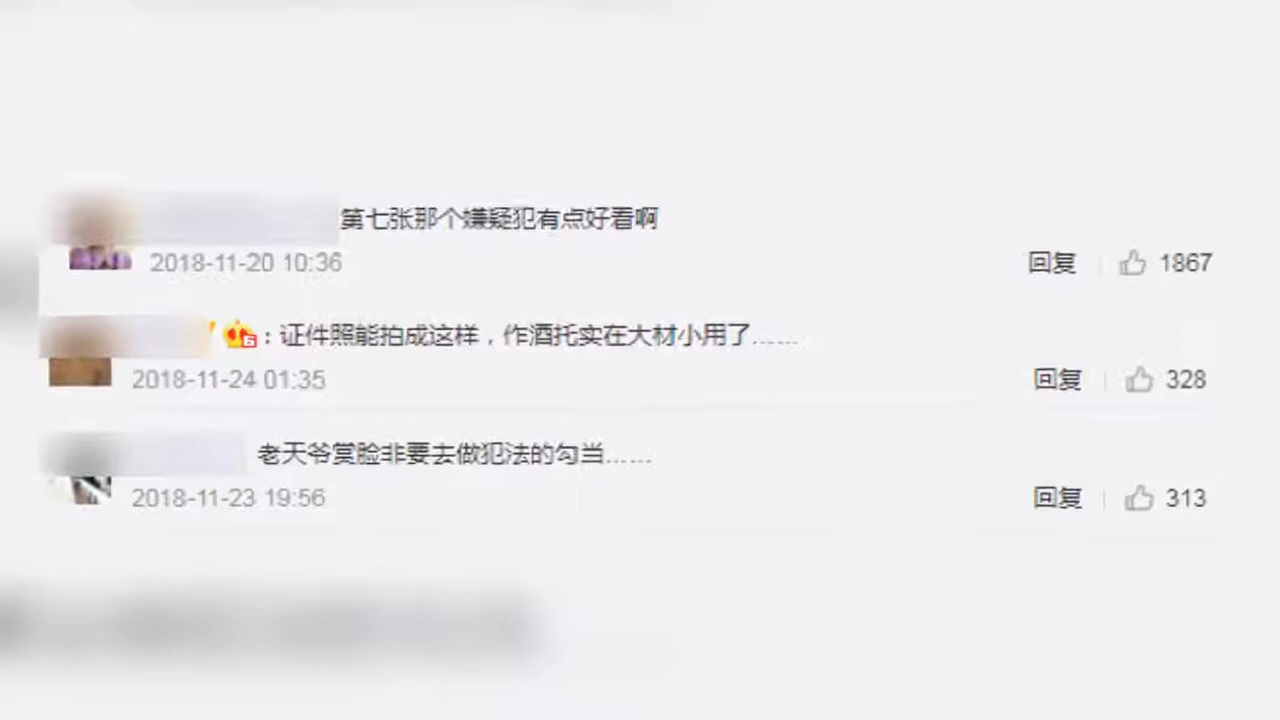 第七张那个嫌疑犯有点好看啊
2018-11-20 10:36 回复 1867
：证件照能拍成这样，作酒托实在大材小用了……
2018-11-24 01:35 回复 328
老天爷赏脸非要去做犯法的勾当……
2018-11-23 19:56 回复 313